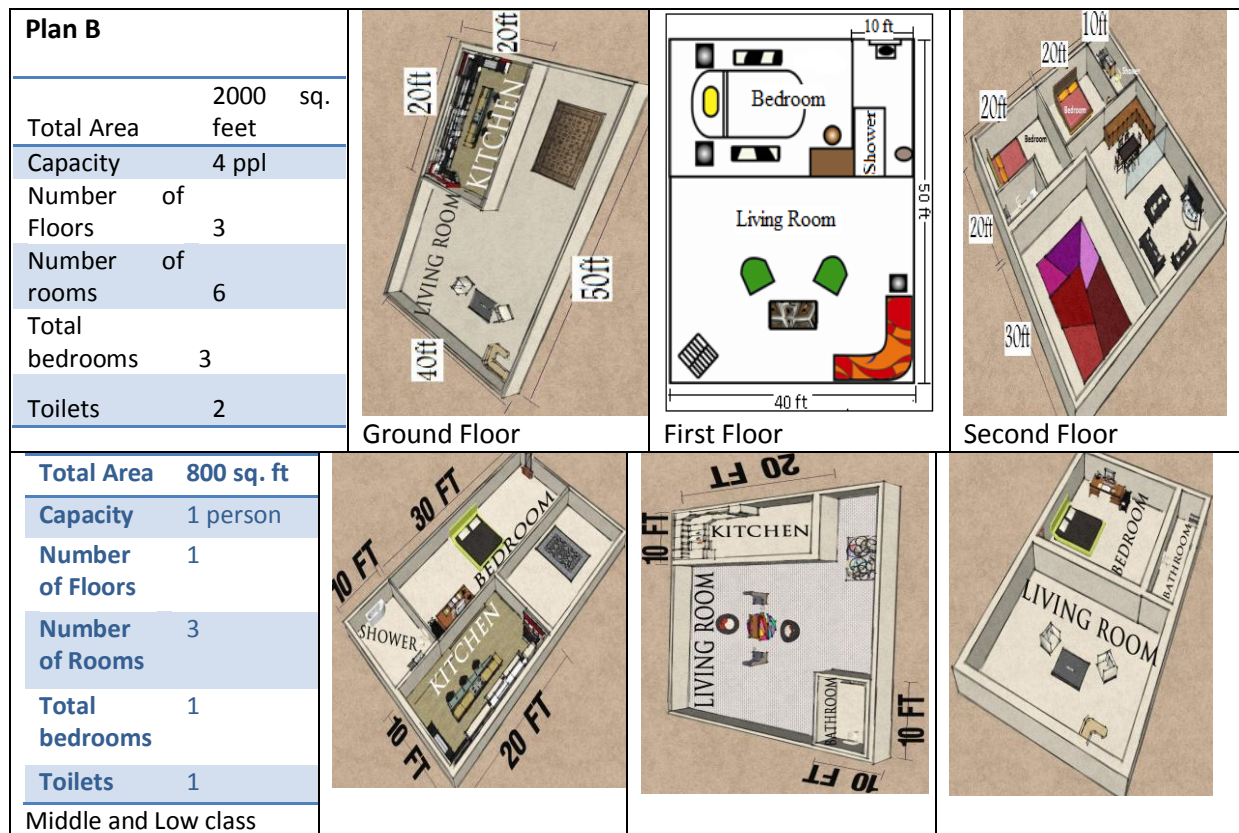 Plan B
2000 sq.
Total Area feet
Capacity 4 ppl
Number of
Floors 3
Number of
rooms 6
Total
bedrooms 3
Toilets 2
20ft
20ft
KITCHEN
LIVING ROOM
50ft
40ft
Ground Floor
10 ft
Bedroom
Shower
50 ft
Living Room
40 ft
First Floor
10ft
20ft
Shower
20ft
Bedroom
Bedroom
20ft
30ft
Second Floor
Total Area 800 sq. ft
Capacity 1 person
Number
of Floors 1
Number
of Rooms 3
Total
bedrooms 1
Toilets 1
Middle and Low class
30 FT
10 FT
BEDROOM
SHOWER
KITCHEN
10 FT
20 FT
20 FT
10 FT
KITCHEN
LIVING ROOM
BATHROOM
10 FT
10 FT
BEDROOM
BATHROOM
LIVING ROOM